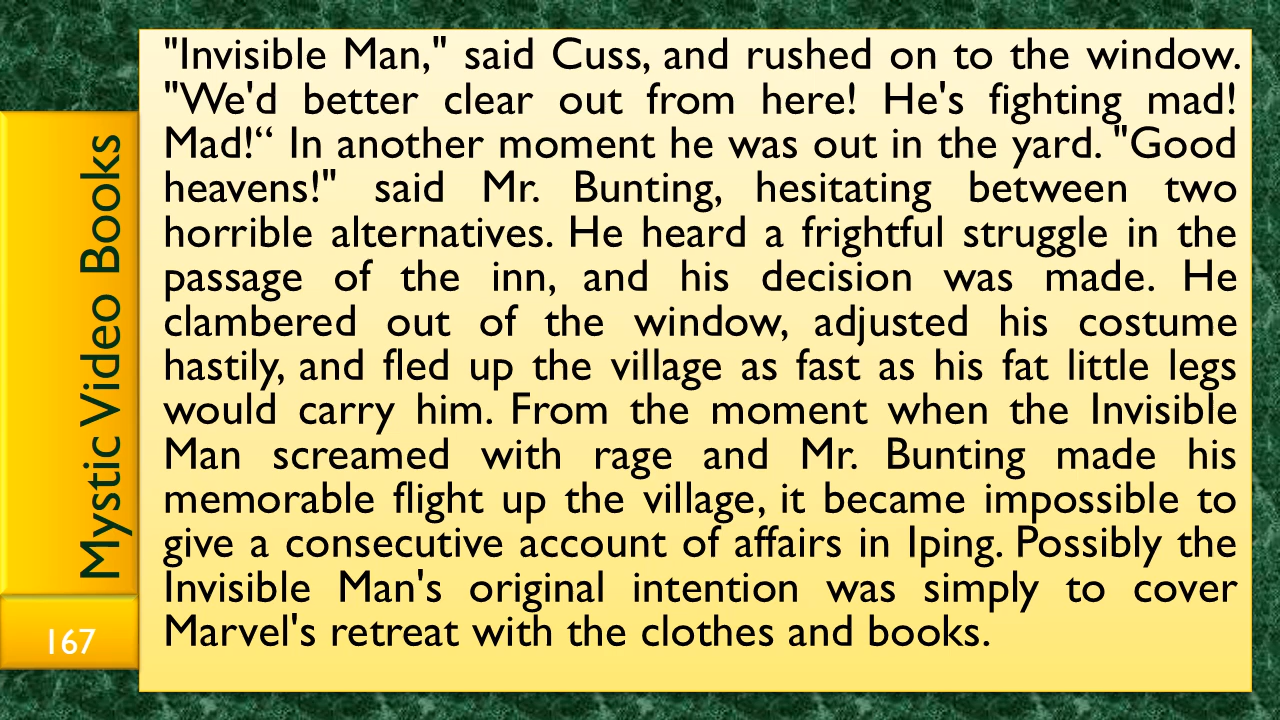 "Invisible Man," said Cuss, and rushed on to the window.
"We'd better clear out from here! He's fighting mad!
Mad!“ In another moment he was out in the yard. "Good
heavens!" said Mr. Bunting, hesitating between two
horrible alternatives. He heard a frightful struggle in the
passage of the inn, and his decision was made. He
clambered out of the window, adjusted his costume
hastily, and fled up the village as fast as his fat little legs
would carry him. From the moment when the Invisible
Man screamed with rage and Mr. Bunting made his
memorable flight up the village, it became impossible to
give a consecutive account of affairs in Iping. Possibly the
Invisible Man's original intention was simply to cover
Marvel's retreat with the clothes and books.
Mystic Video Books
167